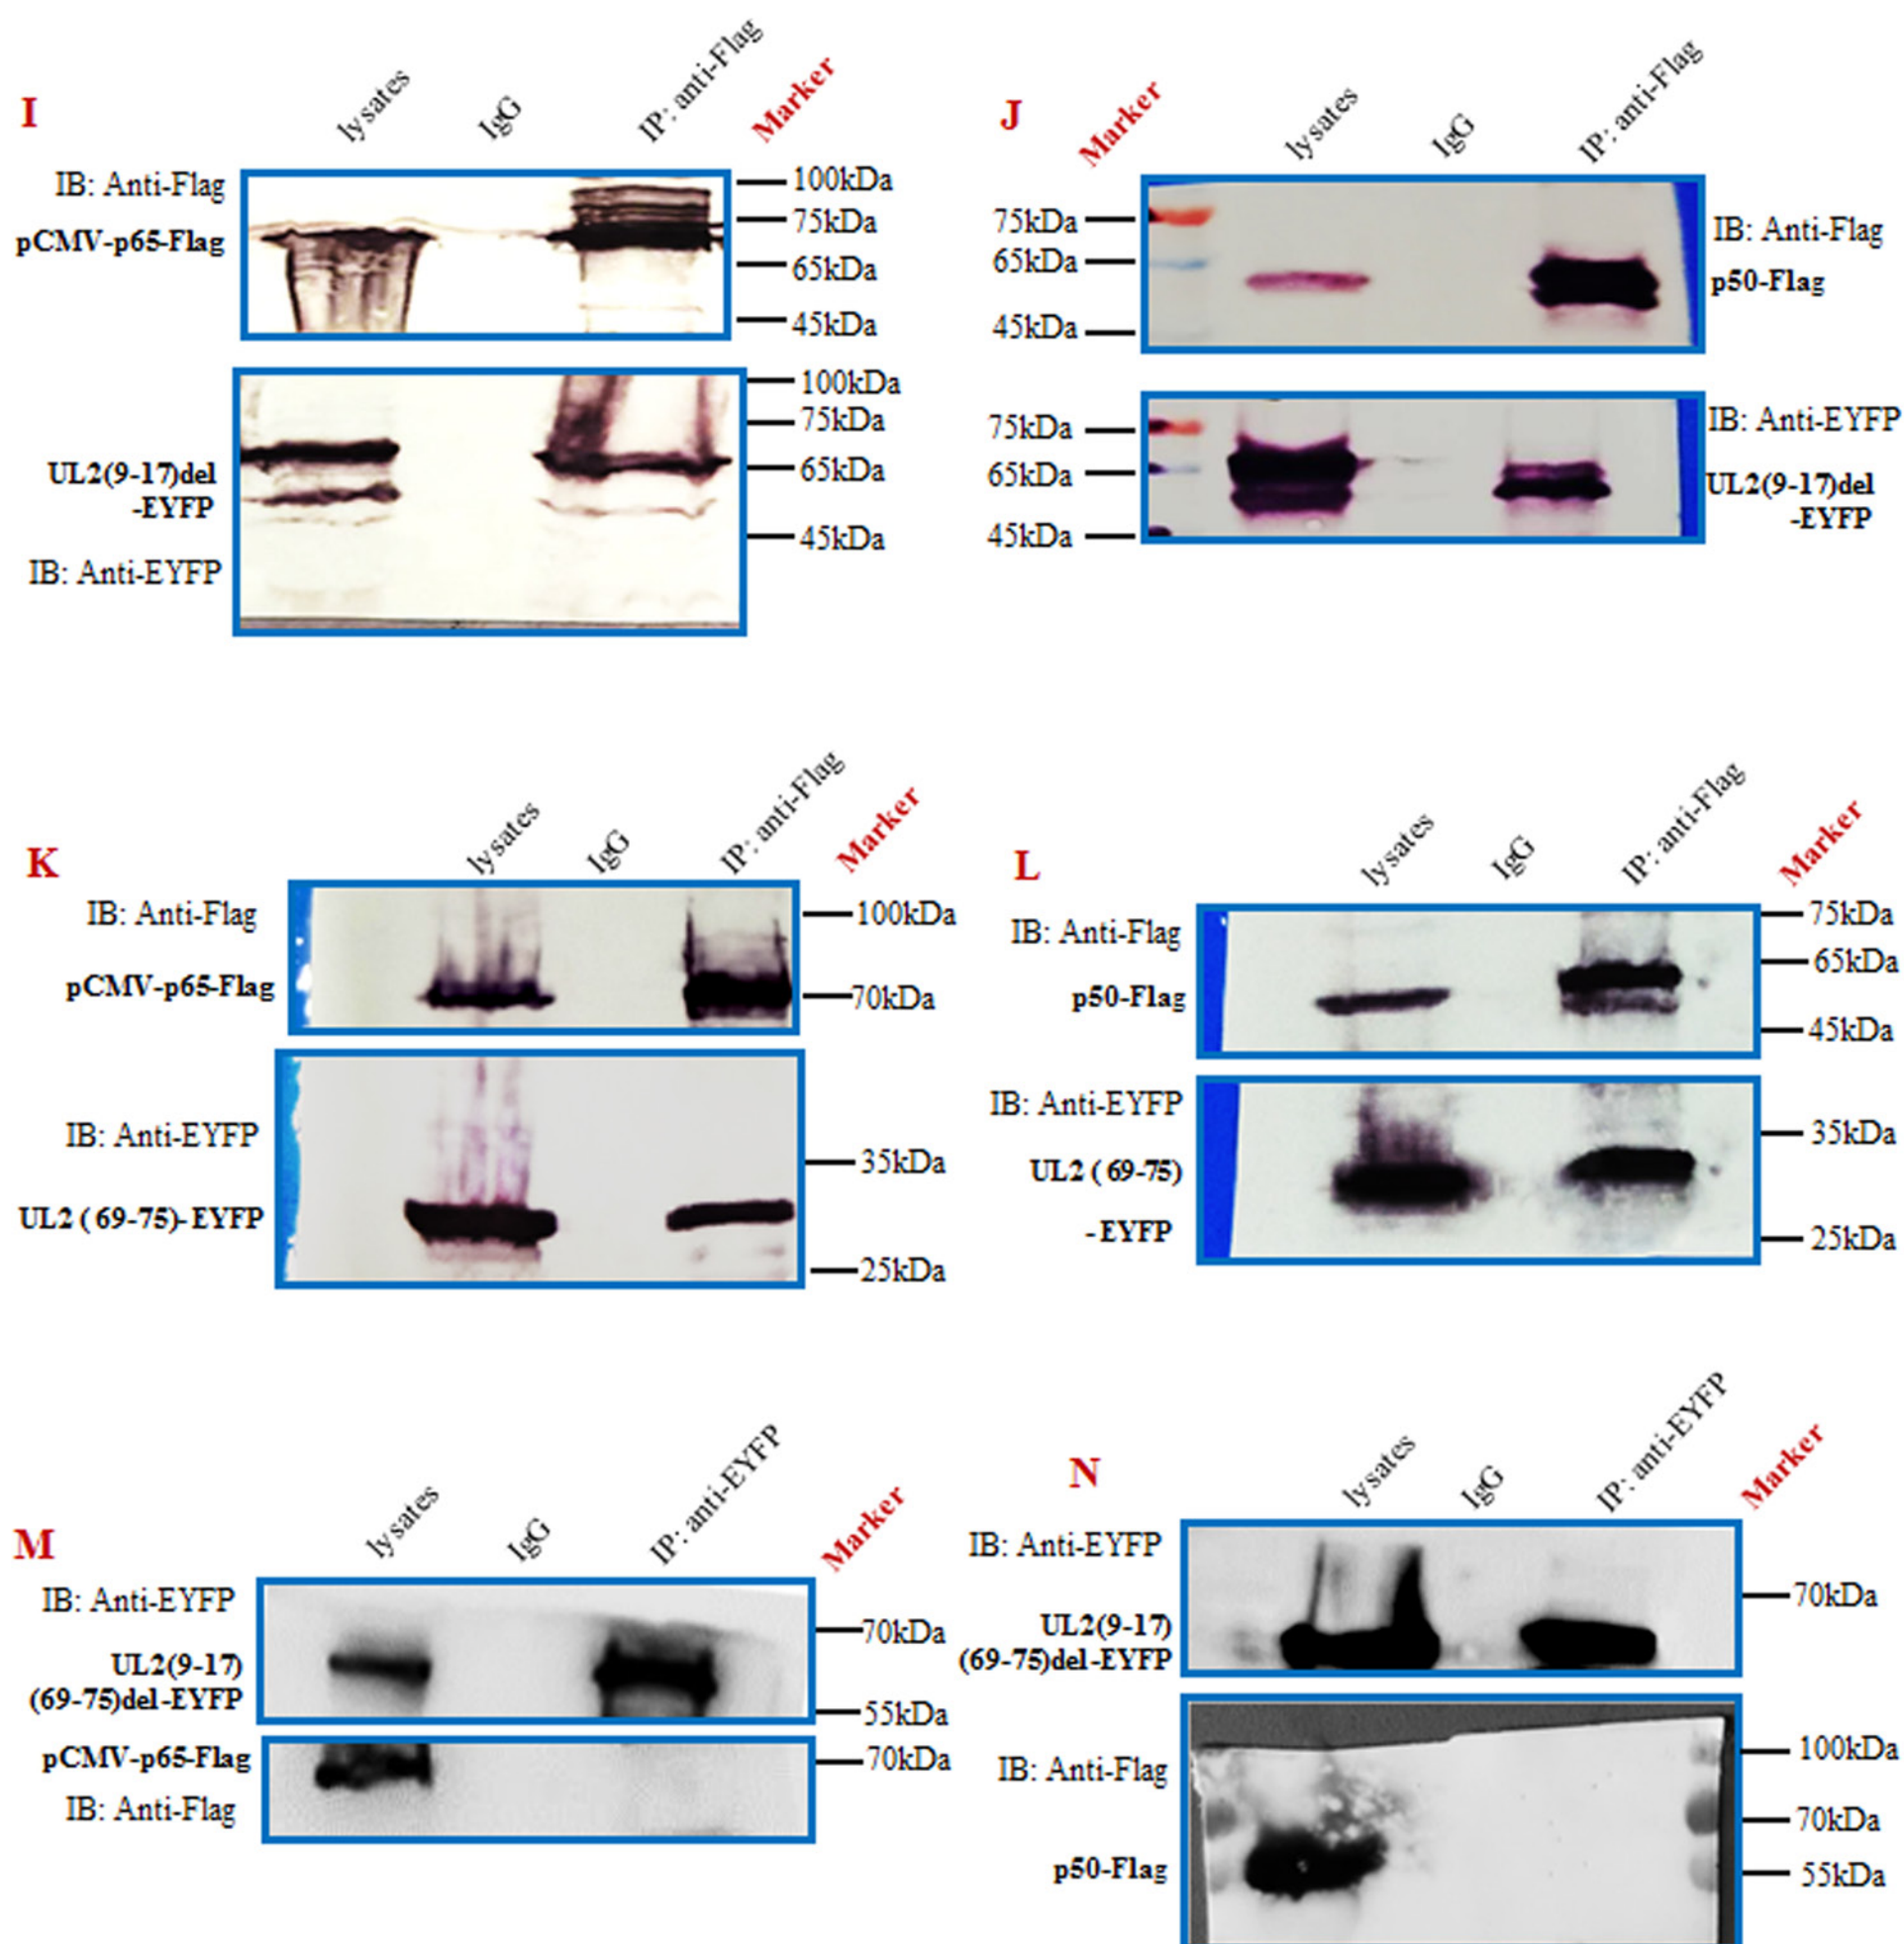 I
lysates
IgG
IP: anti-Flag
Marker
IB: Anti-Flag
pCMV-p65-Flag
100kDa
75kDa
65kDa
45kDa
UL2(9-17)del
-EYFP
IB: Anti-EYFP
100kDa
75kDa
65kDa
45kDa
J
Marker
lysates
IgG
IP: anti-Flag
75kDa
65kDa
45kDa
IB: Anti-Flag
p50-Flag
75kDa
65kDa
45kDa
IB: Anti-EYFP
UL2(9-17)del
-EYFP
K
lysates
IgG
IP: anti-Flag
Marker
IB: Anti-Flag
pCMV-p65-Flag
100kDa
70kDa
IB: Anti-EYFP
UL2 ( 69-75)-EYFP
35kDa
25kDa
L
lysates
IgG
IP: anti-Flag
Marker
IB: Anti-Flag
p50-Flag
75kDa
65kDa
45kDa
IB: Anti-EYFP
UL2 ( 69-75)
-EYFP
35kDa
25kDa
M
lysates
IgG
IP: anti-EYFP
Marker
IB: Anti-EYFP
UL2(9-17)
(69-75)del-EYFP
70kDa
55kDa
pCMV-p65-Flag
IB: Anti-Flag
70kDa
N
lysates
IgG
IP: anti-EYFP
Marker
IB: Anti-EYFP
UL2(9-17)
(69-75)del-EYFP
70kDa
IB: Anti-Flag
p50-Flag
100kDa
70kDa
55kDa